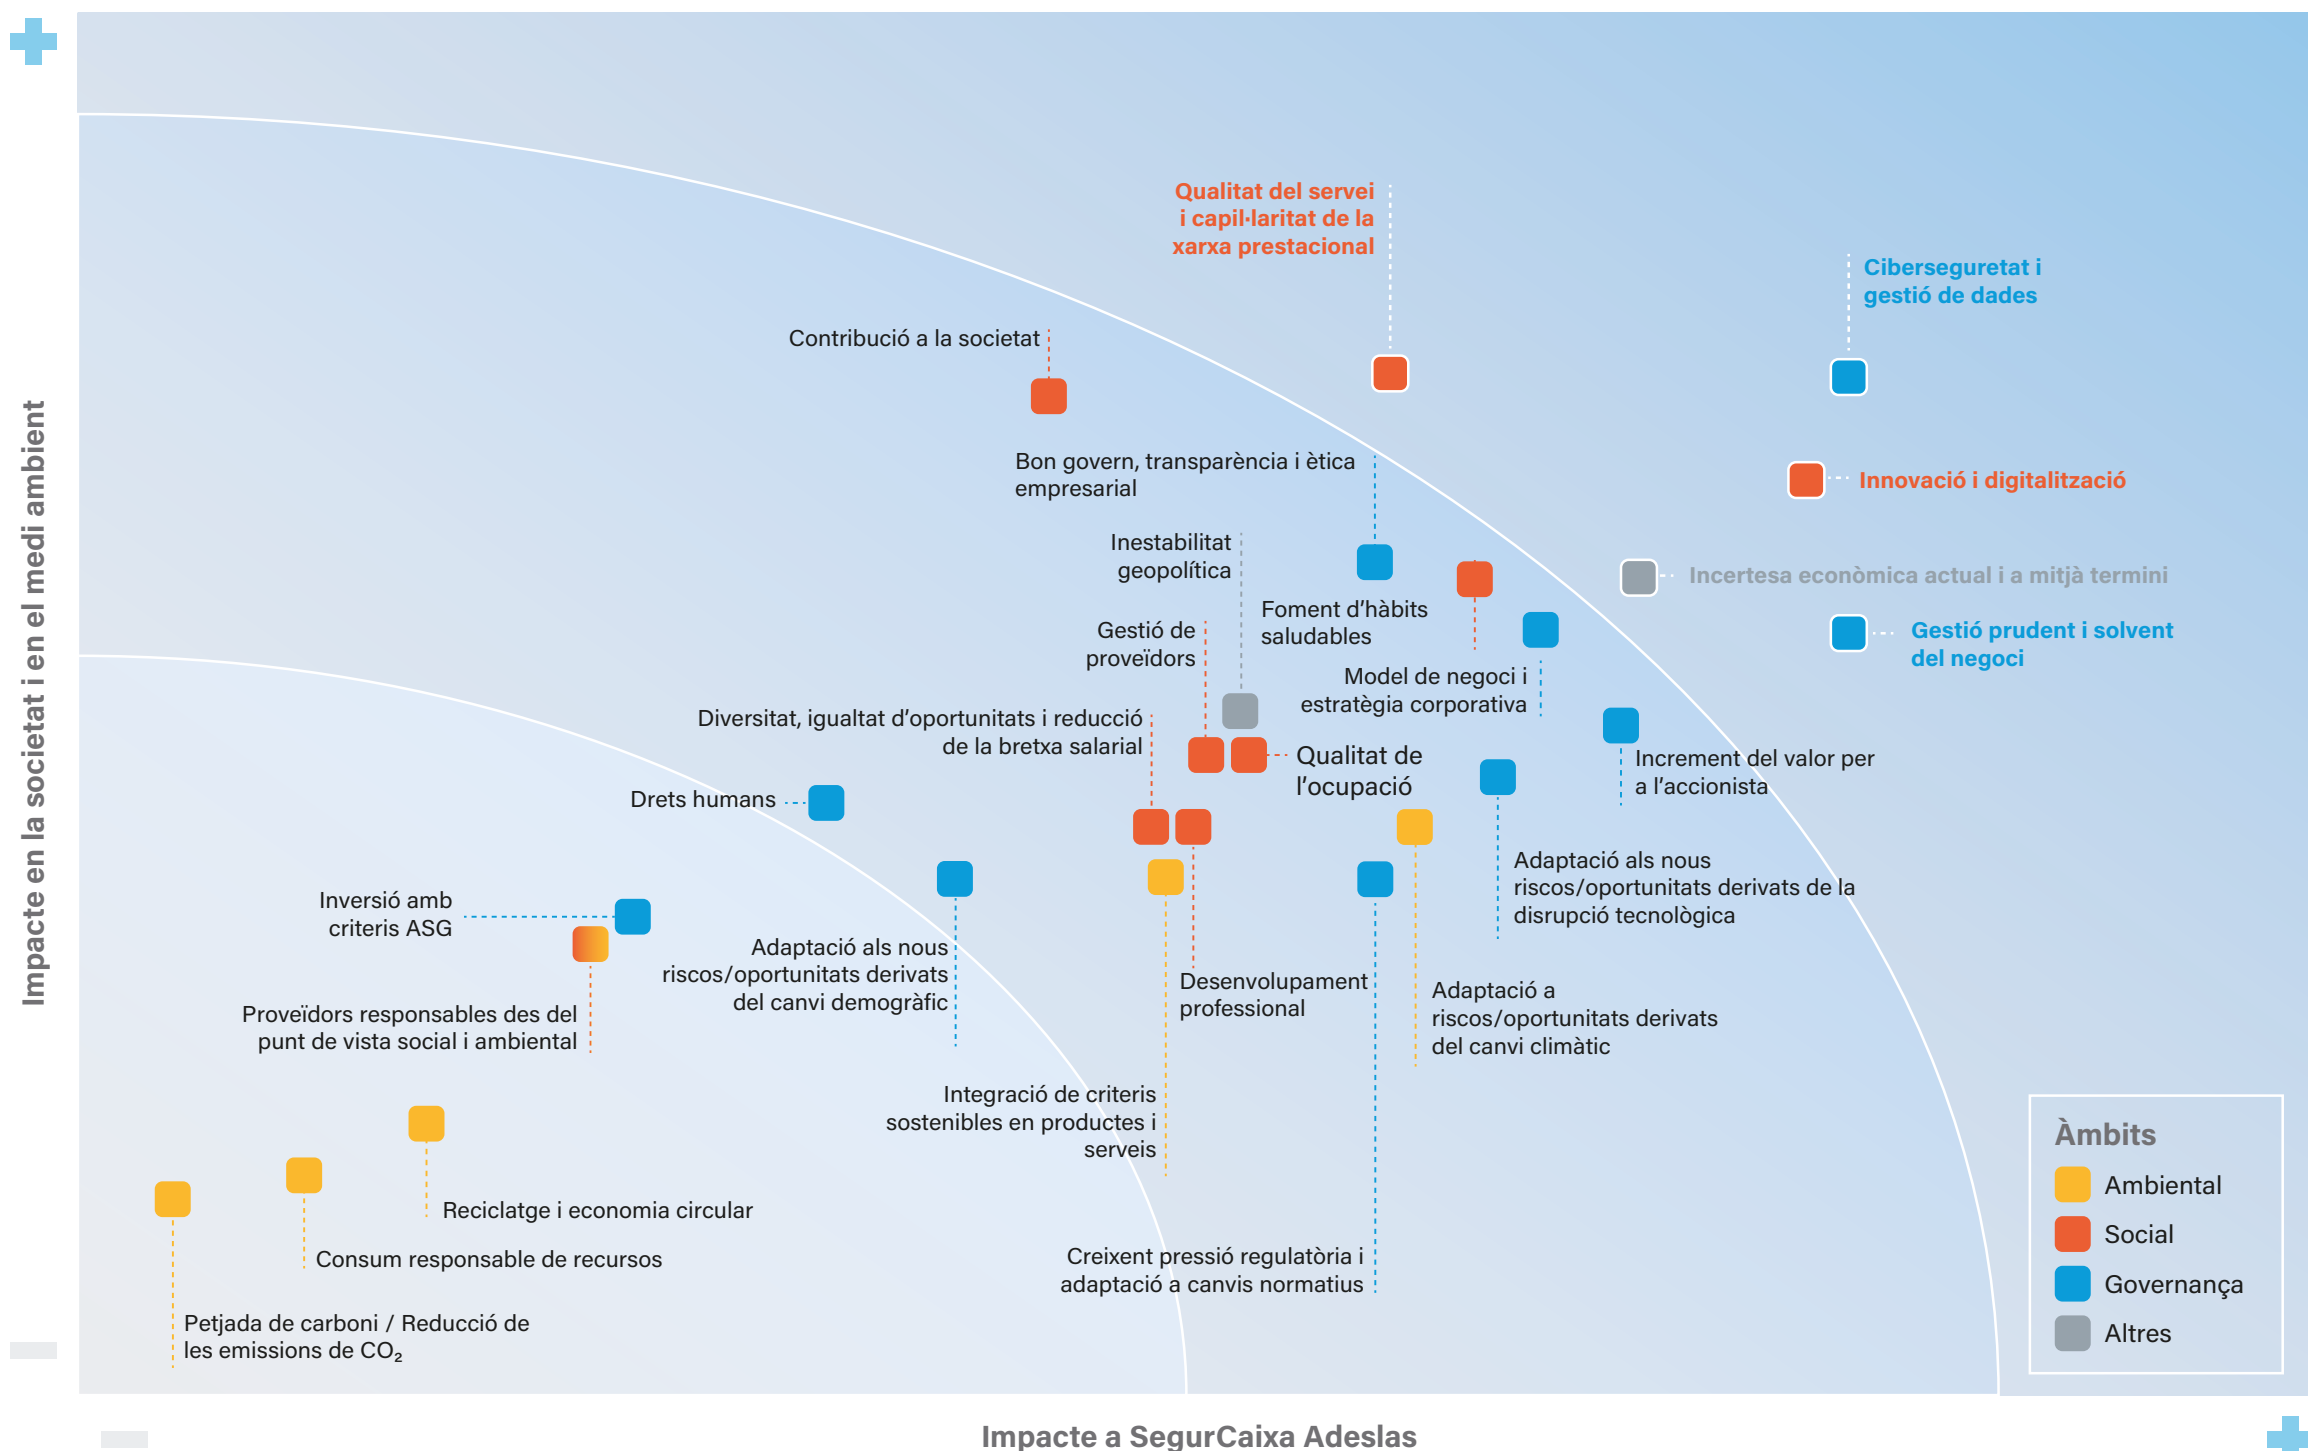 Qualitat del servei
i capil·laritat de la
xarxa prestacional
Ciberseguretat i
gestió de dades
Contribució a la societat
Bon govern, transparència i ètica
empresarial
Innovació i digitalització
Inestabilitat
geopolítica
Incertesa econòmica actual i a mitjà termini
Foment d’hàbits
saludables
Gestió de
proveïdors
Gestió prudent i solvent
del negoci
Model de negoci i
estratègia corporativa
Diversitat, igualtat d’oportunitats i reducció
de la bretxa salarial
Qualitat de
l’ocupació
Increment del valor per
a l’accionista
Drets humans
Adaptació als nous
riscos/oportunitats derivats de la
disrupció tecnològica
Inversió amb
criteris ASG
Adaptació als nous
riscos/oportunitats derivats
del canvi demogràfic
Desenvolupament
professional
Adaptació a
riscos/oportunitats derivats
del canvi climàtic
Proveïdors responsables des del
punt de vista social i ambiental
Integració de criteris
sostenibles en productes i
serveis
Reciclatge i economia circular
Consum responsable de recursos
Creixent pressió regulatòria i
adaptació a canvis normatius
Petjada de carboni / Reducció de
les emissions de CO₂
Àmbits
Ambiental
Social
Governança
Altres
Impacte en la societat i en el medi ambient
Impacte a SegurCaixa Adeslas